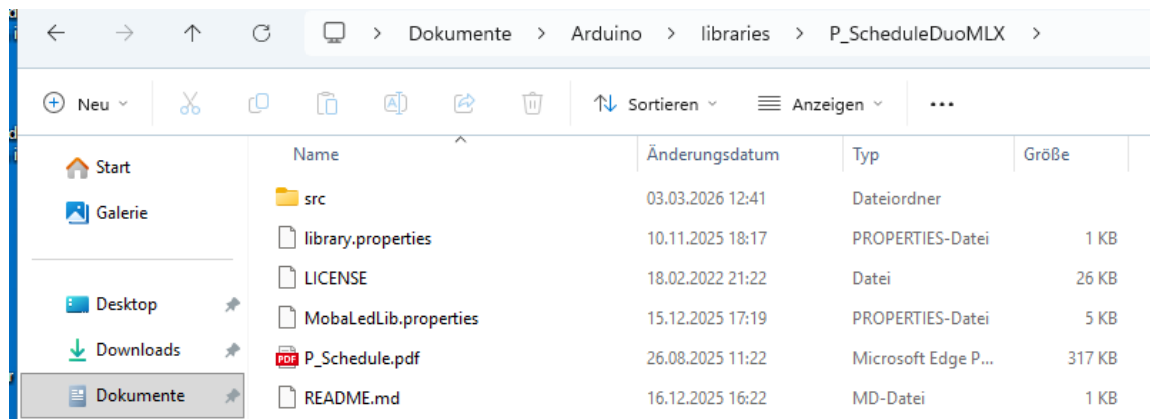 Dokumente > Arduino > libraries > P_ScheduleDuoMLX >
Neu Sortieren Anzeigen ...
Name Änderungsdatum Typ Größe
Start
src 03.03.2026 12:41 Dateiordner
Galerie
library.properties 10.11.2025 18:17 PROPERTIES-Datei 1 KB
LICENSE 18.02.2022 21:22 Datei 26 KB
Desktop
MobaLedLib.properties 15.12.2025 17:19 PROPERTIES-Datei 5 KB
Downloads
PDF P_Schedule.pdf 26.08.2025 11:22 Microsoft Edge P... 317 KB
Dokumente
README.md 16.12.2025 16:22 MD-Datei 1 KB